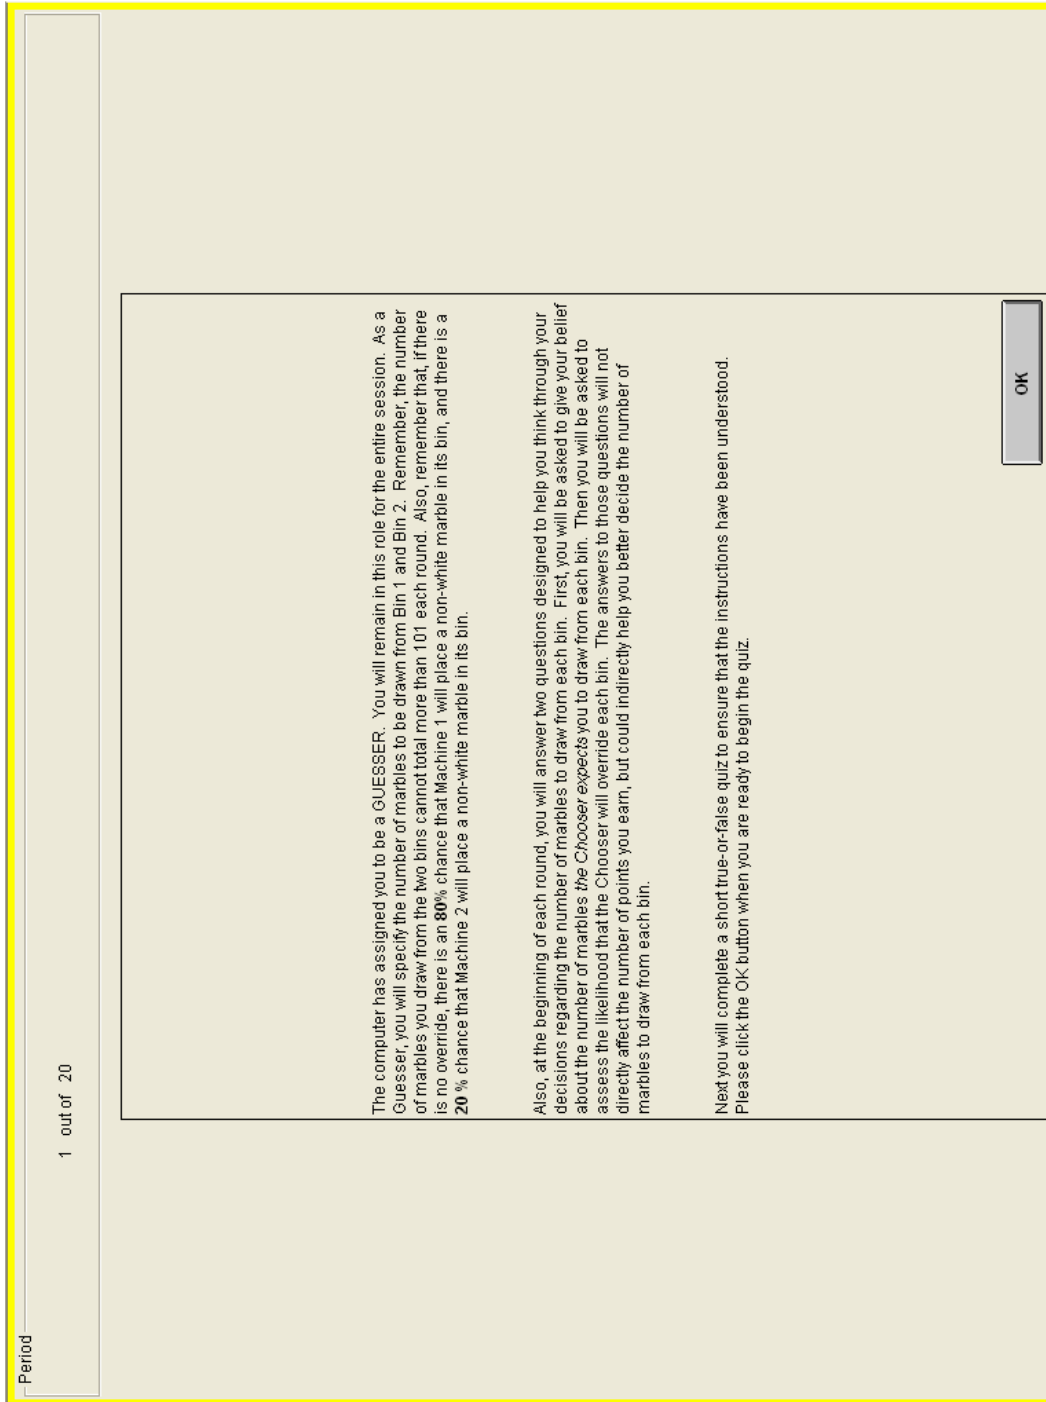 Period
1 out of 20
The computer has assigned you to be a GUESSER. You will remain in this role for the entire session. As a
Guesser, you will specify the number of marbles to be drawn from Bin 1 and Bin 2. Remember, the number
of marbles you draw from the two bins cannot total more than 101 each round. Also, remember that, if there
is no override, there is an 80% chance that Machine 1 will place a non-white marble in its bin, and there is a
20 % chance that Machine 2 will place a non-white marble in its bin.
Also, at the beginning of each round, you will answer two questions designed to help you think through your
decisions regarding the number of marbles to draw from each bin. First, you will be asked to give your belief
about the number of marbles the Chooser expects you to draw from each bin. Then you will be asked to
assess the likelihood that the Chooser will override each bin. The answers to those questions will not
directly affect the number of points you earn, but could indirectly help you better decide the number of
marbles to draw from each bin.
Next you will complete a short true-or-false quiz to ensure that the instructions have been understood.
Please click the OK button when you are ready to begin the quiz.
OK